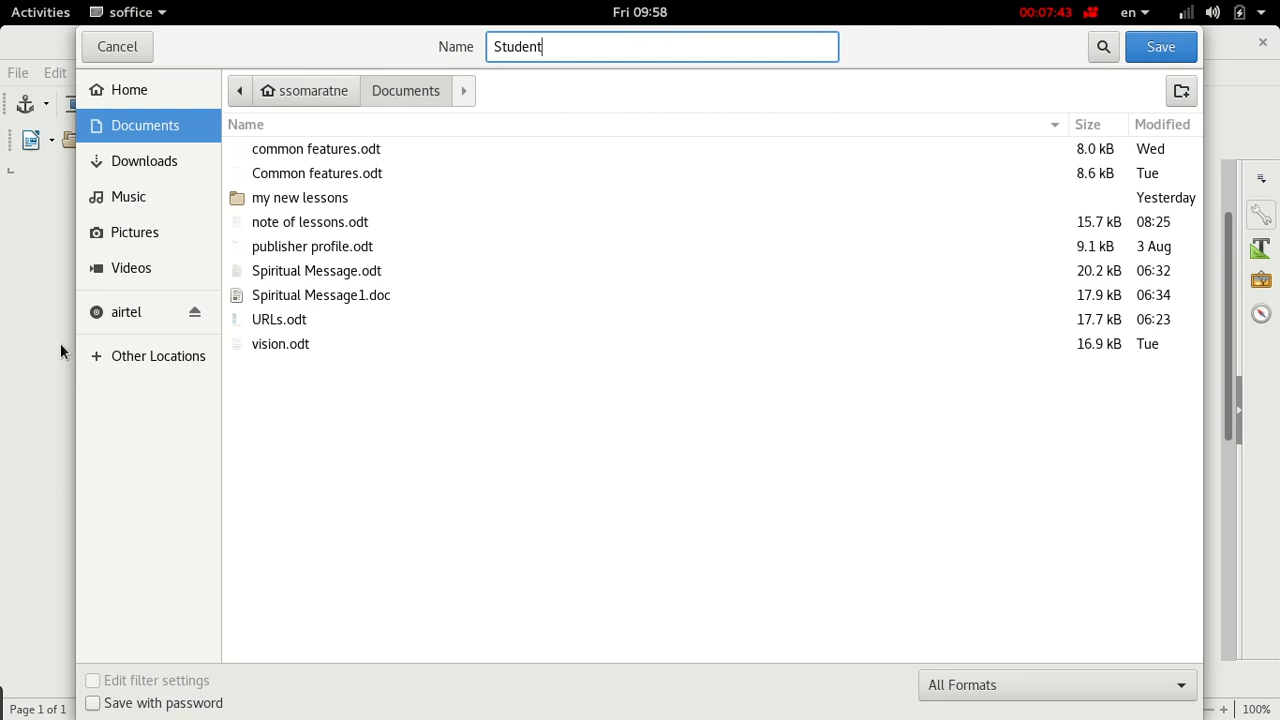 Activities soffice Fri 09:58 00:07:43 en
Cancel Name Student Save
File Edit
Home
ssomaratne Documents
Documents
Name Size Modified
Downloads
common features.odt 8.0 kB Wed
Common features.odt 8.6 kB Tue
Music
my new lessons Yesterday
note of lessons.odt 15.7 kB 08:25
Pictures
publisher profile.odt 9.1 kB 3 Aug
Videos
Spiritual Message.odt 20.2 kB 06:32
Spiritual Message1.doc 17.9 kB 06:34
airtel
URLs.odt 17.7 kB 06:23
vision.odt 16.9 kB Tue
Other Locations
Edit filter settings
All Formats
Save with password
Page 1 of 1 100%